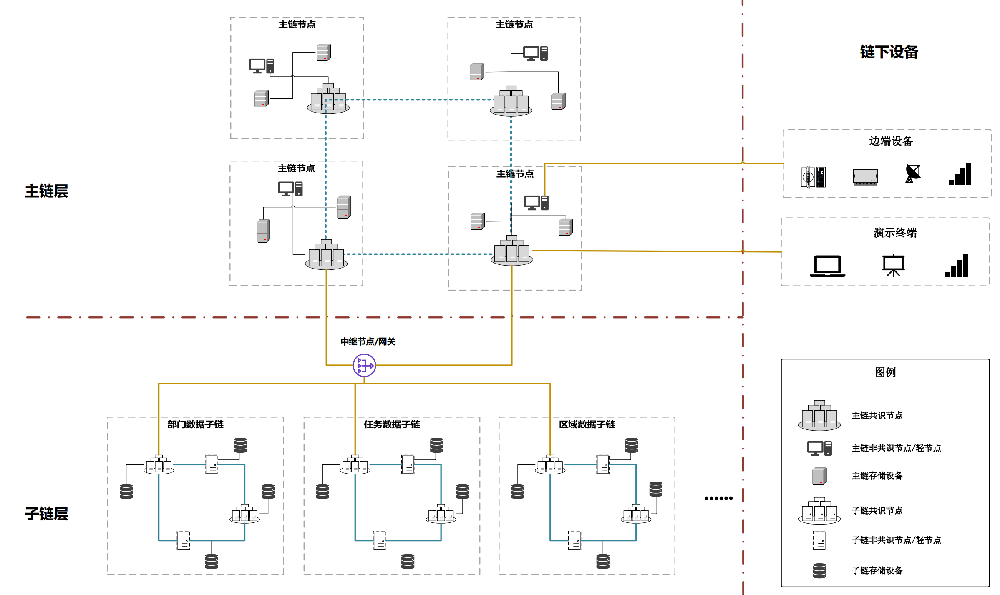 主链节点
主链节点
链下设备
边端设备
主链节点
主链节点
主链层
演示终端
中继节点/网关
图例
主链共识节点
部门数据子链
任务数据子链
区域数据子链
主链非共识节点/轻节点
主链存储设备
......
子链层
子链共识节点
子链非共识节点/轻节点
子链存储设备